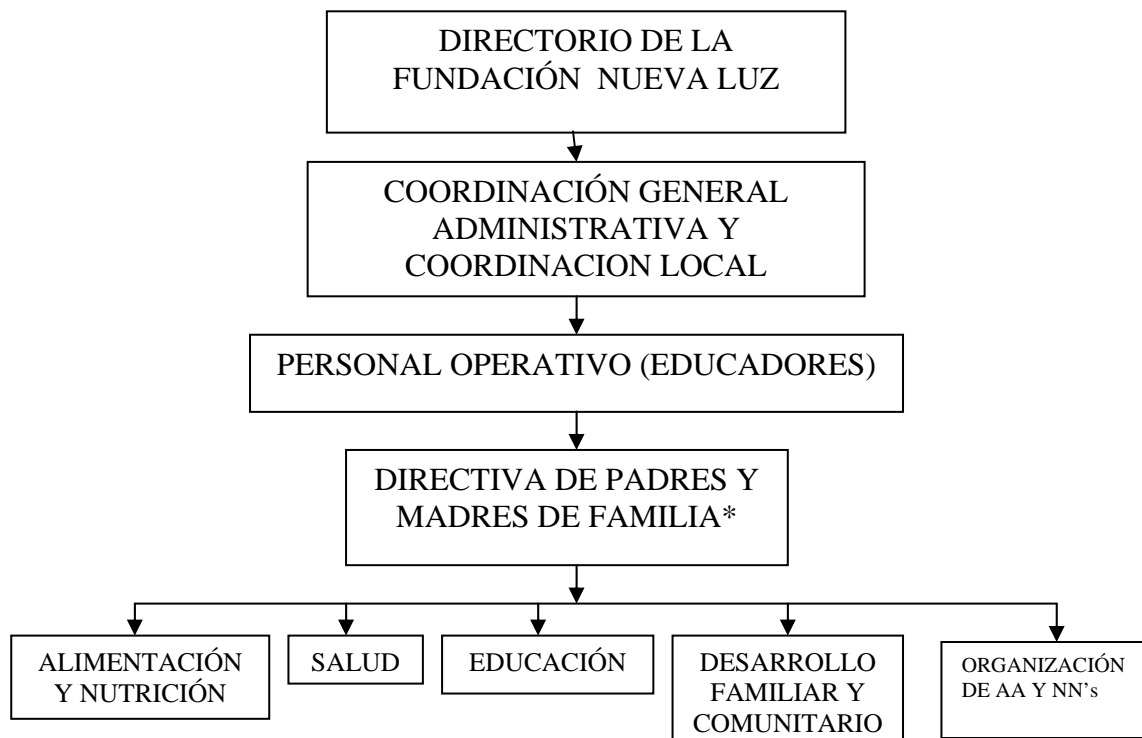 DIRECTORIO DE LA
FUNDACIÓN NUEVA LUZ
COORDINACIÓN GENERAL
ADMINISTRATIVA Y
COORDINACION LOCAL
PERSONAL OPERATIVO (EDUCADORES)
DIRECTIVA DE PADRES Y
MADRES DE FAMILIA*
ALIMENTACIÓN
Y NUTRICIÓN
SALUD
EDUCACIÓN
DESARROLLO
FAMILIAR Y
COMUNITARIO
ORGANIZACIÓN
DE AA Y NN’s